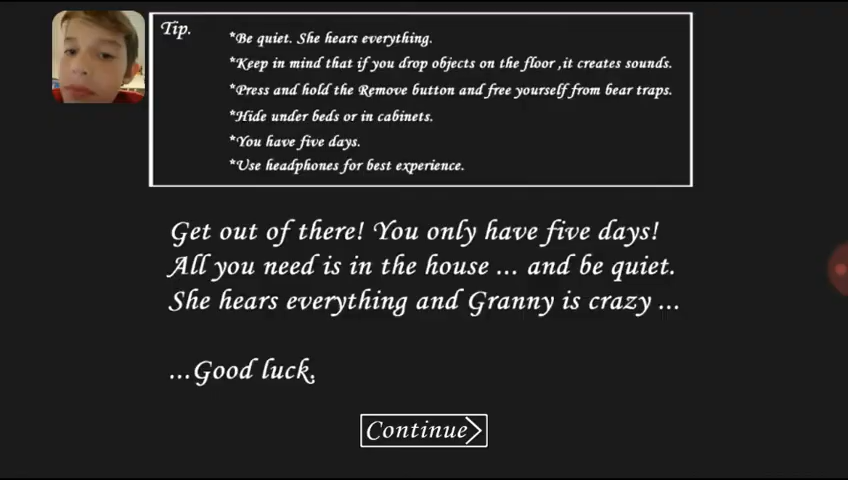 Tip.
*Be quiet. She hears everything.
*Keep in mind that if you drop objects on the floor ,it creates sounds.
*Press and hold the Remove button and free yourself from bear traps.
*Hide under beds or in cabinets.
*You have five days.
*Use headphones for best experience.
Get out of there! You only have five days!
All you need is in the house ... and be quiet.
She hears everything and Granny is crazy ...
...Good luck.
Continue